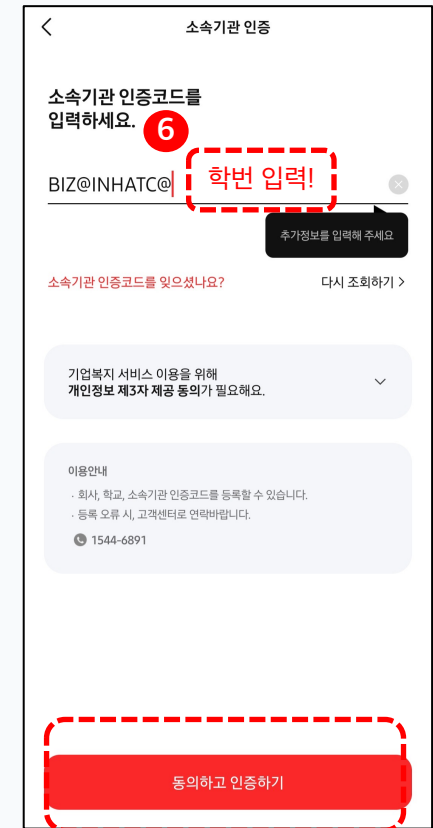 소속기관 인증
소속기관 인증코드를
입력하세요.
6
BIZ@INHATC@
학번 입력!
추가정보를 입력해 주세요
소속기관 인증코드를 잊으셨나요?
다시 조회하기 >
기업복지 서비스 이용을 위해
개인정보 제3자 제공 동의가 필요해요.
이용안내
· 회사, 학교, 소속기관 인증코드를 등록할 수 있습니다.
· 등록 오류 시, 고객센터로 연락바랍니다.
1544-6891
동의하고 인증하기